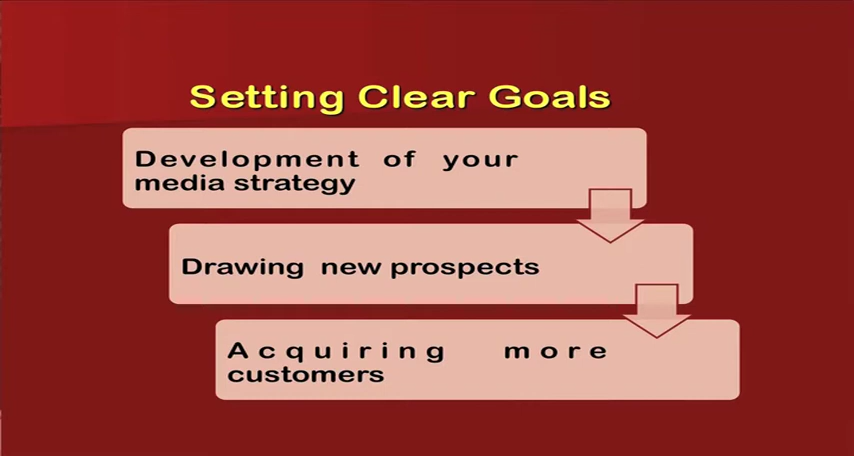 Setting Clear Goals
Development of your
media strategy
Drawing new prospects
Acquiring more
customers